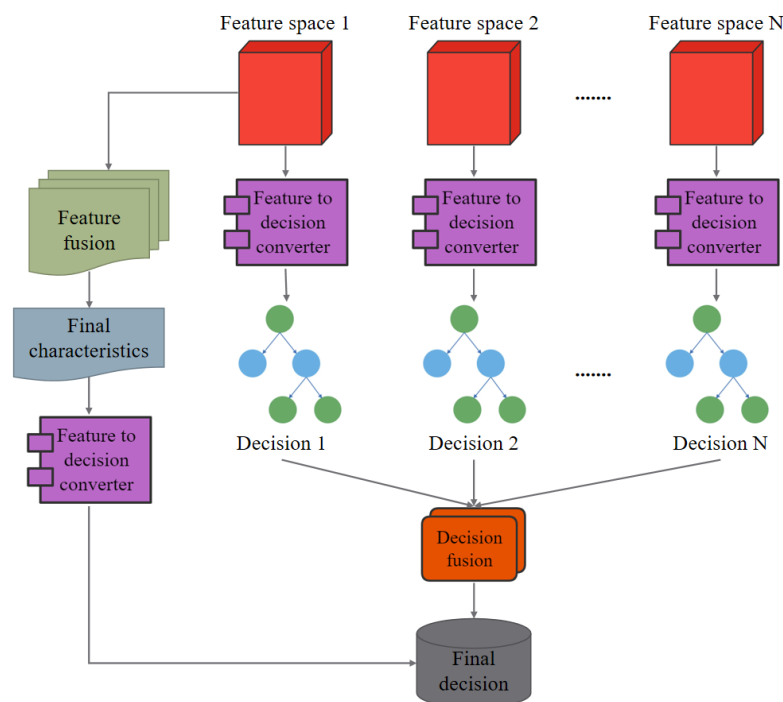 Feature space 1
Feature space 2
Feature space N
.......
Feature to
decision
converter
Feature to
decision
converter
Feature to
decision
converter
Feature
fusion
Final
characteristics
.......
Feature to
decision
converter
Decision 1
Decision 2
Decision N
Decision
fusion
Final
decision